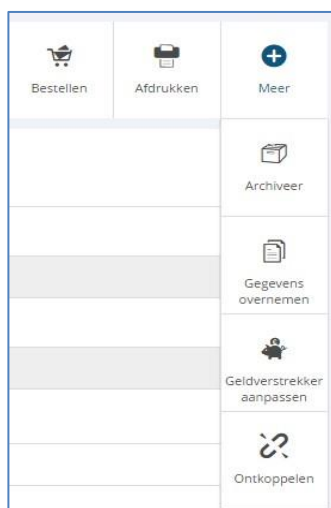 Bestellen
Afdrukken
Meer
Archiveer
Gegevens
overnemen
Geldverstrekker
aanpassen
Ontkoppelen